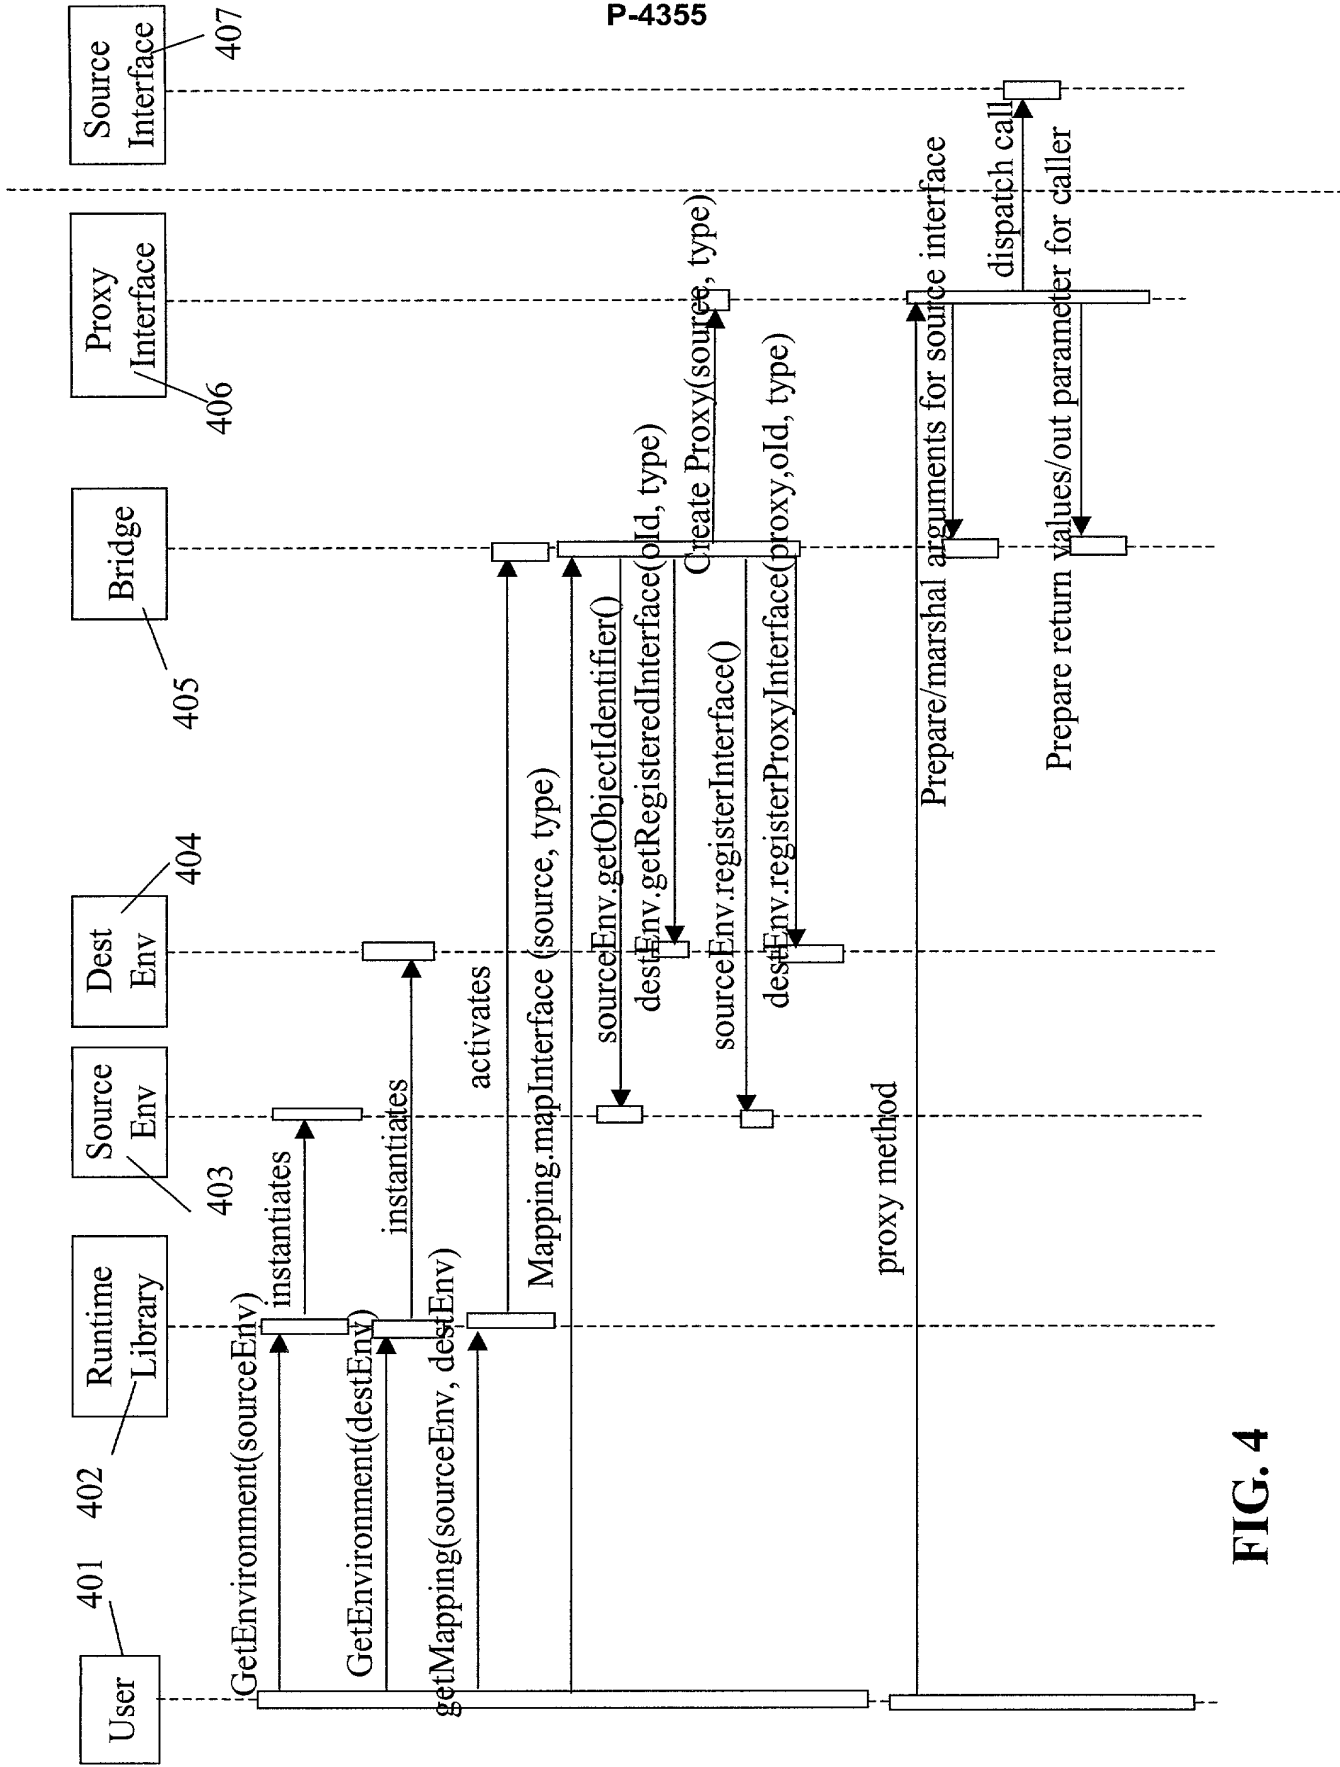 P-4355
User
401
Runtime
Library
402
Source
Env
403
Dest
Env
404
Bridge
405
Proxy
Interface
406
Source
Interface
407
GetEnvironment(sourceEnv)
instantiates
GetEnvironment(destEnv)
instantiates
getMapping(sourceEnv, destEnv)
activates
Mapping.mapInterface (source, type)
sourceEnv.getObjectIdentifier()
destEnv.getRegisteredInterface(oId, type)
Create Proxy(source, type)
sourceEnv.registerInterface()
destEnv.registerProxyInterface(proxy,oId, type)
proxy method
Prepare/marshal arguments for source interface
dispatch call
Prepare return values/out parameter for caller
FIG. 4